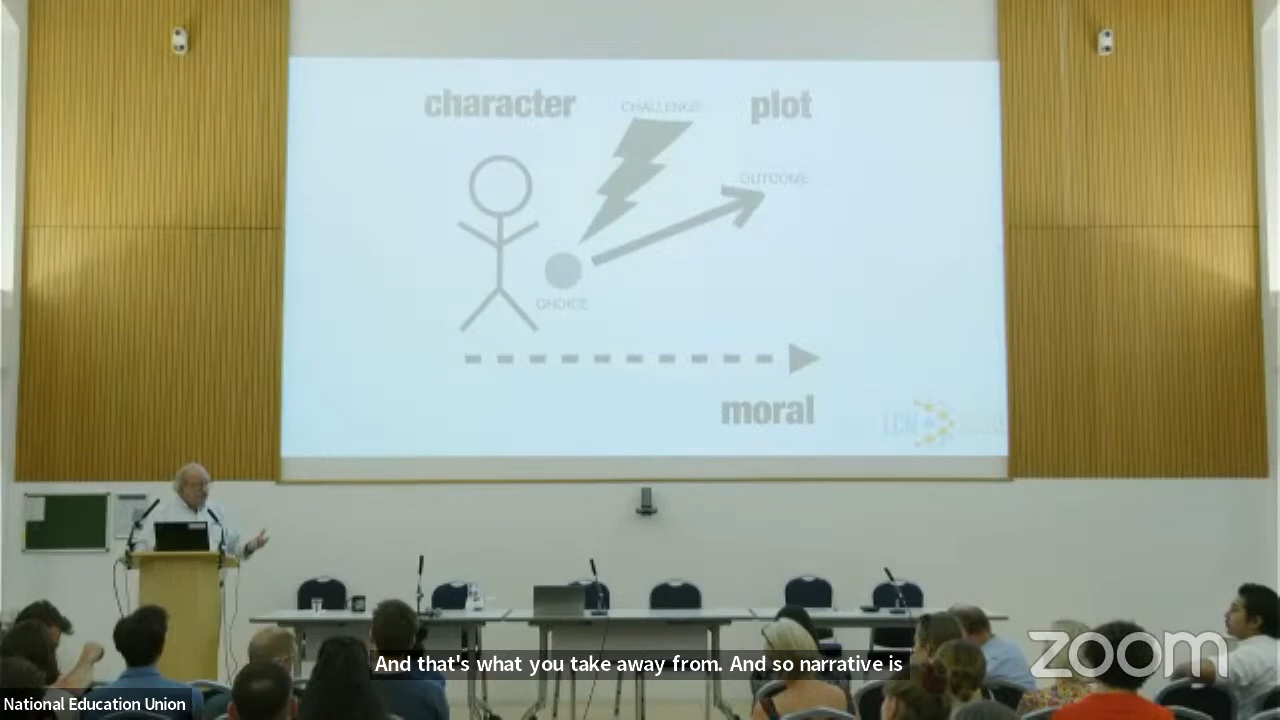 character
CHALLENGE
plot
OUTCOME
CHOICE
moral
LCN
And that's what you take away from. And so narrative is
zoom
National Education Union